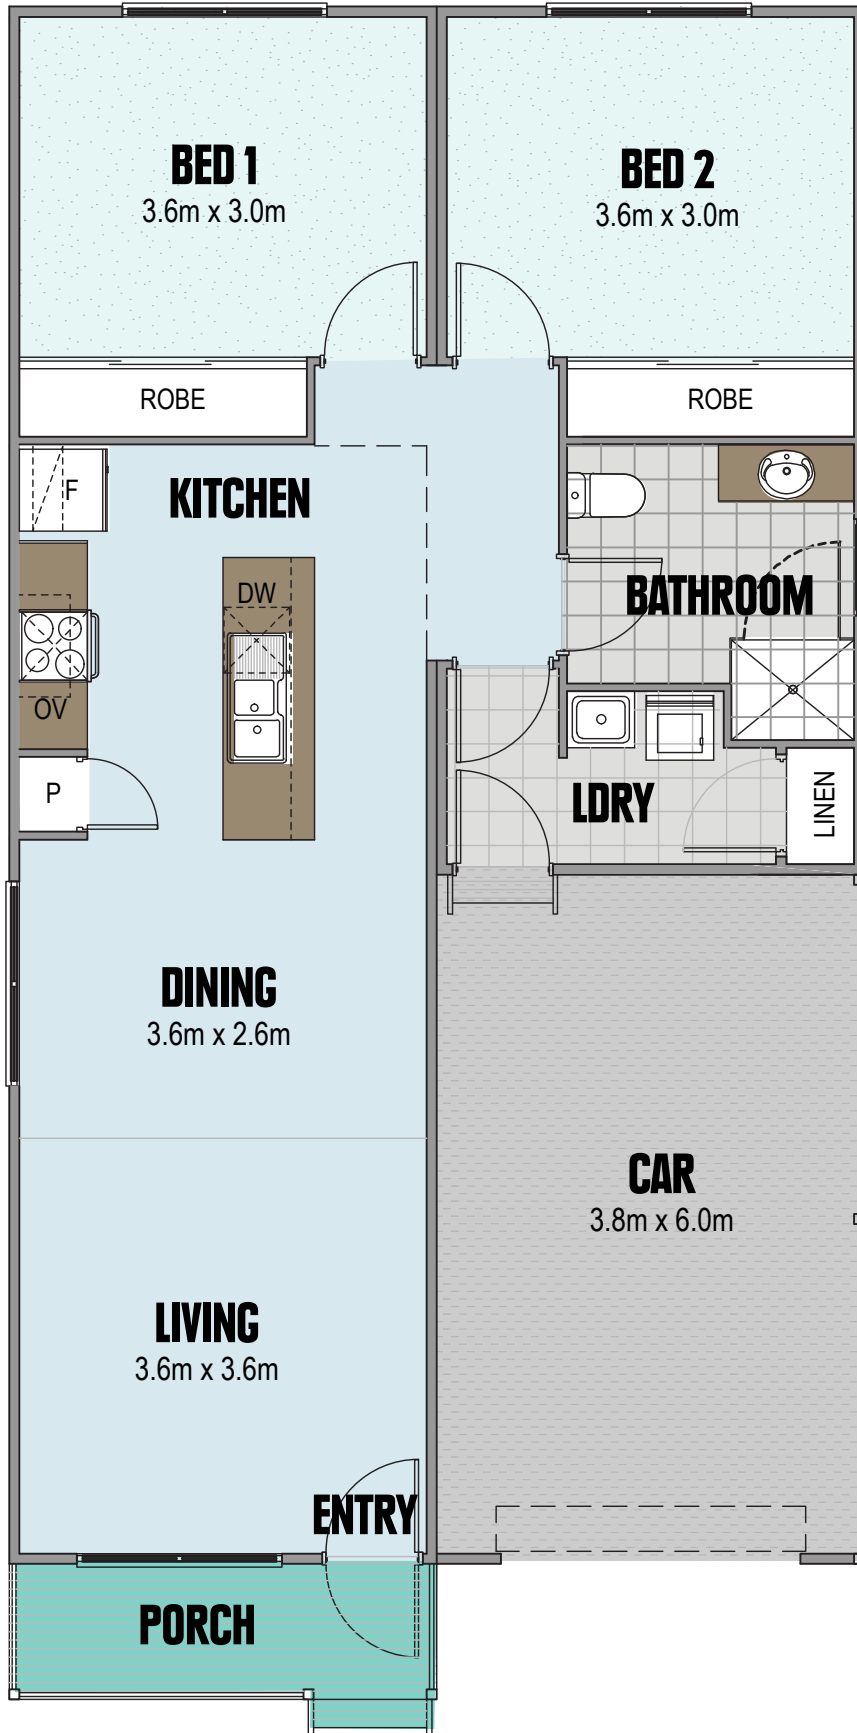 BED 1
3.6m x 3.0m
BED 2
3.6m x 3.0m
ROBE
ROBE
F
KITCHEN
DW
BATHROOM
OV
P
LDRY
LINEN
DINING
3.6m x 2.6m
CAR
3.8m x 6.0m
LIVING
3.6m x 3.6m
ENTRY
PORCH